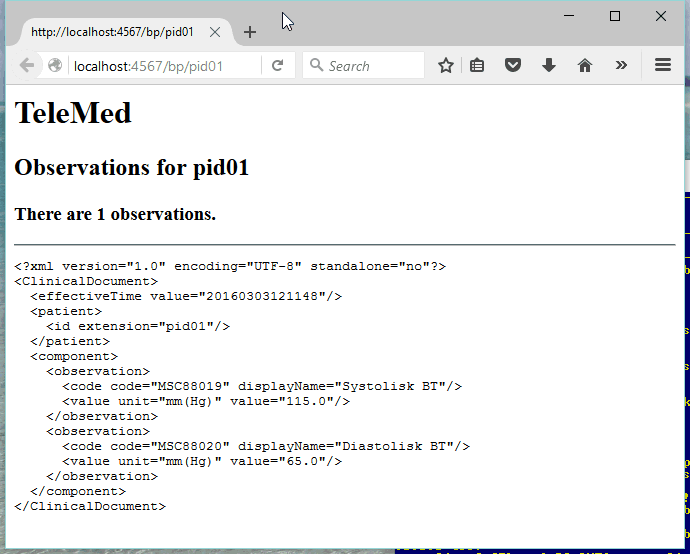 http://localhost:4567/bp/pid01
localhost:4567/bp/pid01
Search
TeleMed
Observations for pid01
There are 1 observations.
<?xml version="1.0" encoding="UTF-8" standalone="no"?>
<ClinicalDocument>
  <effectiveTime value="20160303121148"/>
  <patient>
    <id extension="pid01"/>
  </patient>
  <component>
    <observation>
      <code code="MSC88019" displayName="Systolisk BT"/>
      <value unit="mm(Hg)" value="115.0"/>
    </observation>
    <observation>
      <code code="MSC88020" displayName="Diastolisk BT"/>
      <value unit="mm(Hg)" value="65.0"/>
    </observation>
  </component>
</ClinicalDocument>